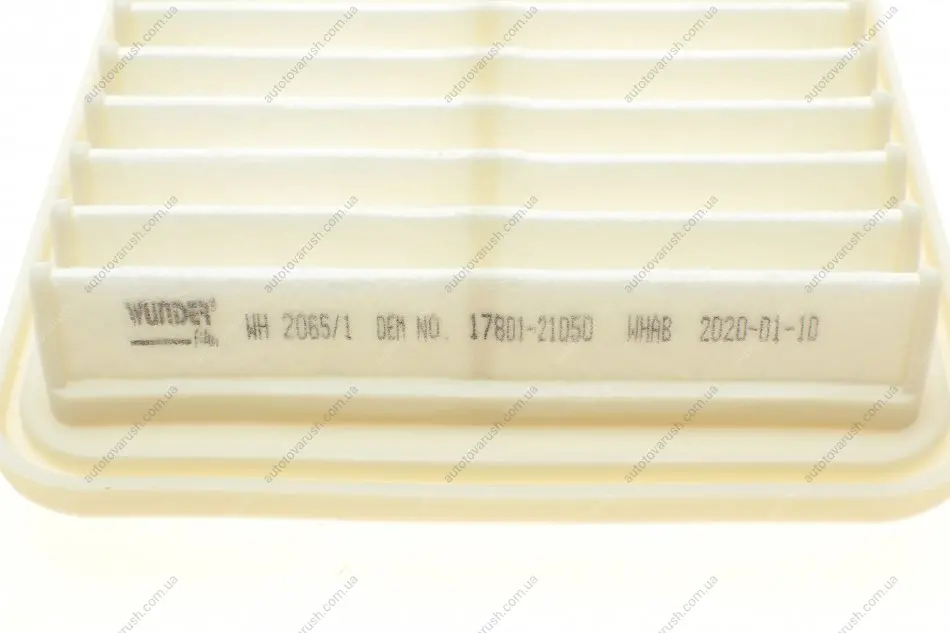 WUNDER WH 2065/1 OEM NO. 17801-21050 WHAB 2020-01-10
autotovarush.com.ua